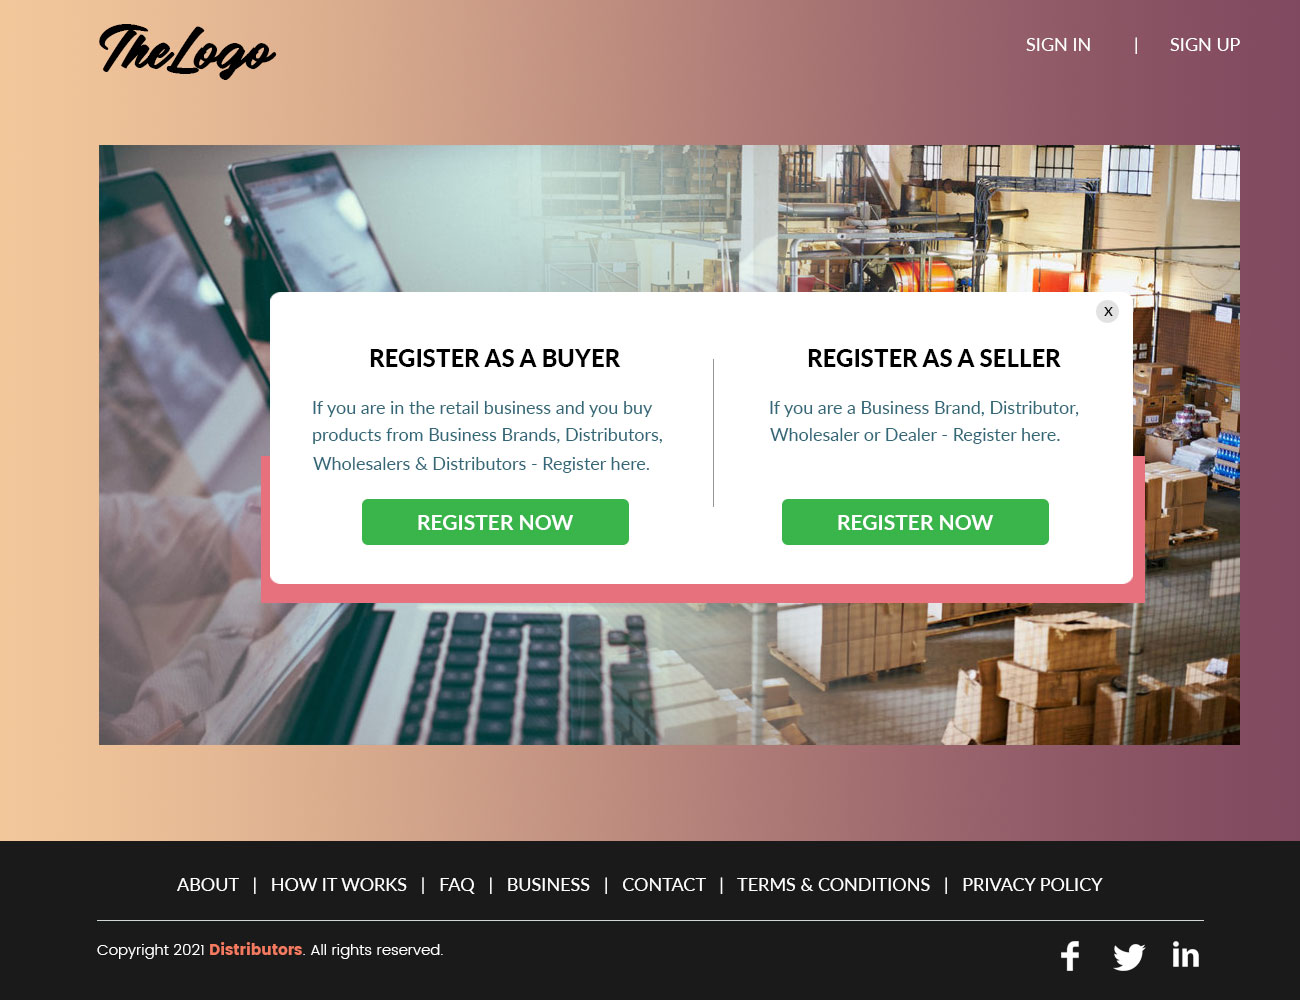 TheLogo
SIGN IN | SIGN UP
X
REGISTER AS A BUYER
If you are in the retail business and you buy
products from Business Brands, Distributors,
Wholesalers & Distributors - Register here.
REGISTER NOW
REGISTER AS A SELLER
If you are a Business Brand, Distributor,
Wholesaler or Dealer - Register here.
REGISTER NOW
ABOUT | HOW IT WORKS | FAQ | BUSINESS | CONTACT | TERMS & CONDITIONS | PRIVACY POLICY
Copyright 2021 Distributors. All rights reserved.
f
in